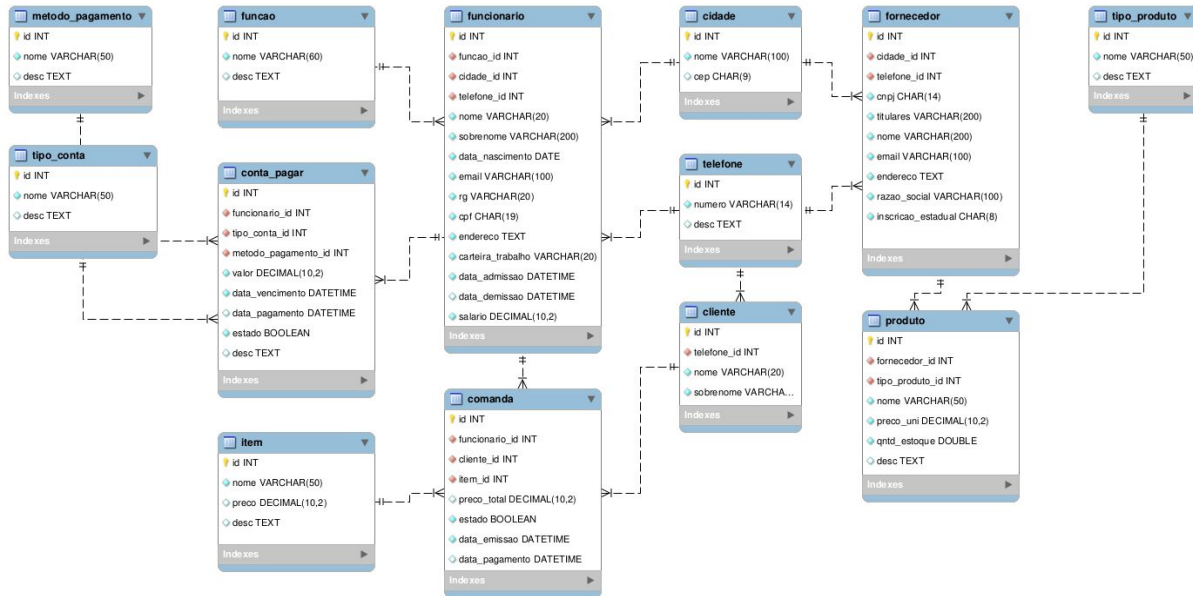 metodo_pagamento
id INT
nome VARCHAR(50)
desc TEXT
Indexes
funcao
id INT
nome VARCHAR(60)
desc TEXT
Indexes
funcionario
id INT
funcao_id INT
cidade_id INT
telefone_id INT
nome VARCHAR(20)
sobrenome VARCHAR(200)
data_nascimento DATE
email VARCHAR(100)
rg VARCHAR(20)
cpf CHAR(19)
endereco TEXT
carteira_trabalho VARCHAR(20)
data_admissao DATETIME
data_demissao DATETIME
salario DECIMAL(10,2)
Indexes
cidade
id INT
nome VARCHAR(100)
cep CHAR(9)
Indexes
fornecedor
id INT
cidade_id INT
telefone_id INT
cnpj CHAR(14)
titulares VARCHAR(200)
nome VARCHAR(200)
email VARCHAR(100)
endereco TEXT
razao_social VARCHAR(100)
inscricao_estadual CHAR(8)
Indexes
tipo_produto
id INT
nome VARCHAR(50)
desc TEXT
Indexes
tipo_conta
id INT
nome VARCHAR(50)
desc TEXT
Indexes
conta_pagar
id INT
funcionario_id INT
tipo_conta_id INT
metodo_pagamento_id INT
valor DECIMAL(10,2)
data_vencimento DATETIME
data_pagamento DATETIME
estado BOOLEAN
desc TEXT
Indexes
telefone
id INT
numero VARCHAR(14)
desc TEXT
Indexes
cliente
id INT
telefone_id INT
nome VARCHAR(20)
sobrenome VARCHA...
Indexes
produto
id INT
fornecedor_id INT
tipo_produto_id INT
nome VARCHAR(50)
preco_uni DECIMAL(10,2)
qntd_estoque DOUBLE
desc TEXT
Indexes
item
id INT
nome VARCHAR(50)
preco DECIMAL(10,2)
desc TEXT
Indexes
comanda
id INT
funcionario_id INT
cliente_id INT
item_id INT
preco_total DECIMAL(10,2)
estado BOOLEAN
data_emissao DATETIME
data_pagamento DATETIME
Indexes